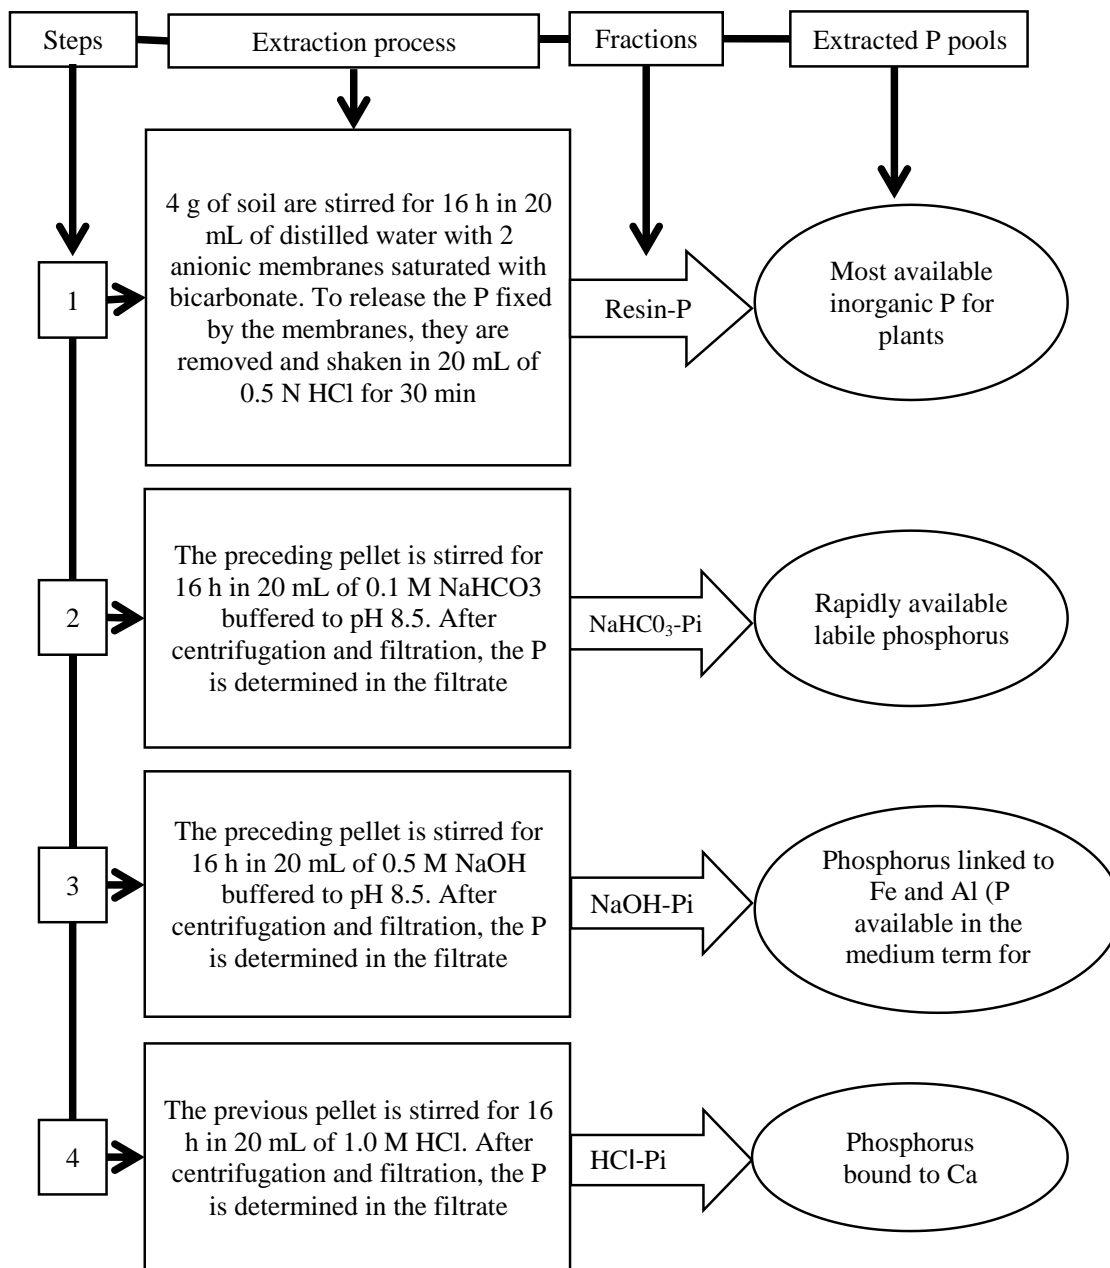 Steps
Extraction process
Fractions
Extracted P pools
1
4 g of soil are stirred for 16 h in 20
mL of distilled water with 2
anionic membranes saturated with
bicarbonate. To release the P fixed
by the membranes, they are
removed and shaken in 20 mL of
0.5 N HCl for 30 min
Resin-P
Most available
inorganic P for
plants
2
The preceding pellet is stirred for
16 h in 20 mL of 0.1 M NaHCO3
buffered to pH 8.5. After
centrifugation and filtration, the P
is determined in the filtrate
NaHC0₃-Pi
Rapidly available
labile phosphorus
3
The preceding pellet is stirred for
16 h in 20 mL of 0.5 M NaOH
buffered to pH 8.5. After
centrifugation and filtration, the P
is determined in the filtrate
NaOH-Pi
Phosphorus linked to
Fe and Al (P
available in the
medium term for
4
The previous pellet is stirred for 16
h in 20 mL of 1.0 M HCl. After
centrifugation and filtration, the P
is determined in the filtrate
HCl-Pi
Phosphorus
bound to Ca